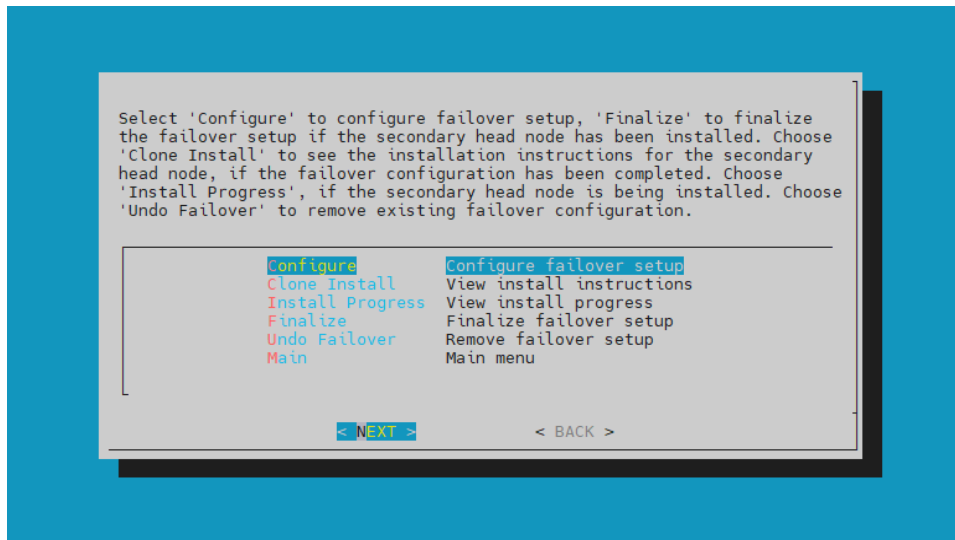 Select 'Configure' to configure failover setup, 'Finalize' to finalize
the failover setup if the secondary head node has been installed. Choose
'Clone Install' to see the installation instructions for the secondary
head node, if the failover configuration has been completed. Choose
'Install Progress', if the secondary head node is being installed. Choose
'Undo Failover' to remove existing failover configuration.
Configure Configure failover setup
Clone Install View install instructions
Install Progress View install progress
Finalize Finalize failover setup
Undo Failover Remove failover setup
Main Main menu
< NEXT > < BACK >